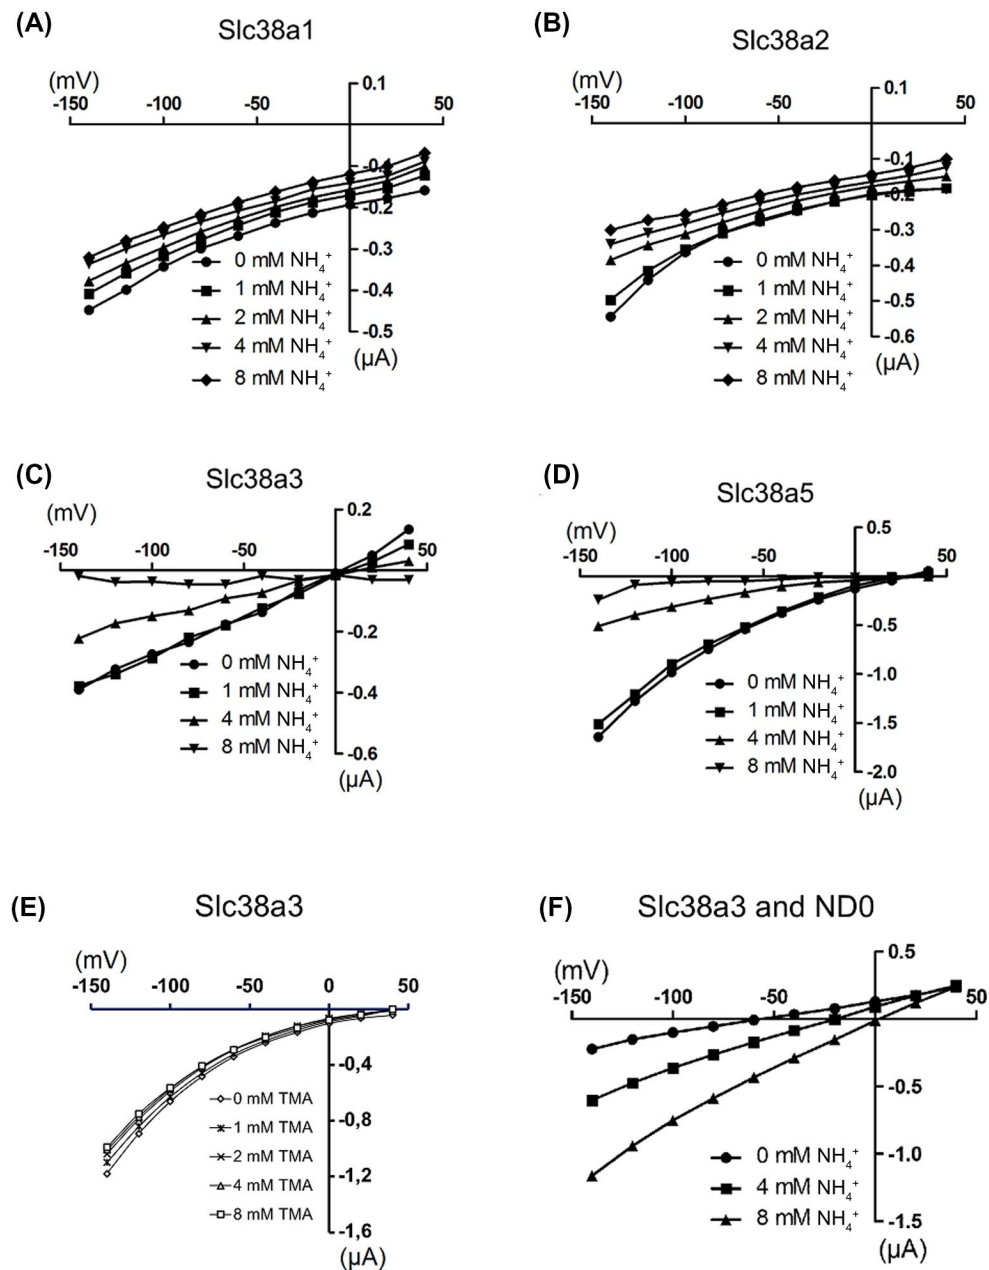 (A)
Slc38a1
(mV)
0.1
-150 -100 -50 50
-0.1
-0.2
-0.3
-0.4
-0.5
(µA)
0 mM NH4+
1 mM NH4+
2 mM NH4+
4 mM NH4+
8 mM NH4+
(B)
Slc38a2
(mV)
0.1
-150 -100 -50 50
-0.1
-0.2
-0.3
-0.4
-0.5
-0.6
(µA)
0 mM NH4+
1 mM NH4+
2 mM NH4+
4 mM NH4+
8 mM NH4+
(C)
Slc38a3
(mV)
0.2
-150 -100 -50 50
-0.2
-0.4
-0.6
(µA)
0 mM NH4+
1 mM NH4+
4 mM NH4+
8 mM NH4+
(D)
Slc38a5
(mV)
0.5
-150 -100 -50 50
-0.5
-1.0
-1.5
-2.0
(µA)
0 mM NH4+
1 mM NH4+
4 mM NH4+
8 mM NH4+
(E)
Slc38a3
(mV)
-150 -100 -50 0 50
-0,4
-0,8
-1,2
-1,6
(µA)
0 mM TMA
1 mM TMA
2 mM TMA
4 mM TMA
8 mM TMA
(F)
Slc38a3 and ND0
(mV)
0.5
-150 -100 -50 50
-0.5
-1.0
-1.5
(µA)
0 mM NH4+
4 mM NH4+
8 mM NH4+